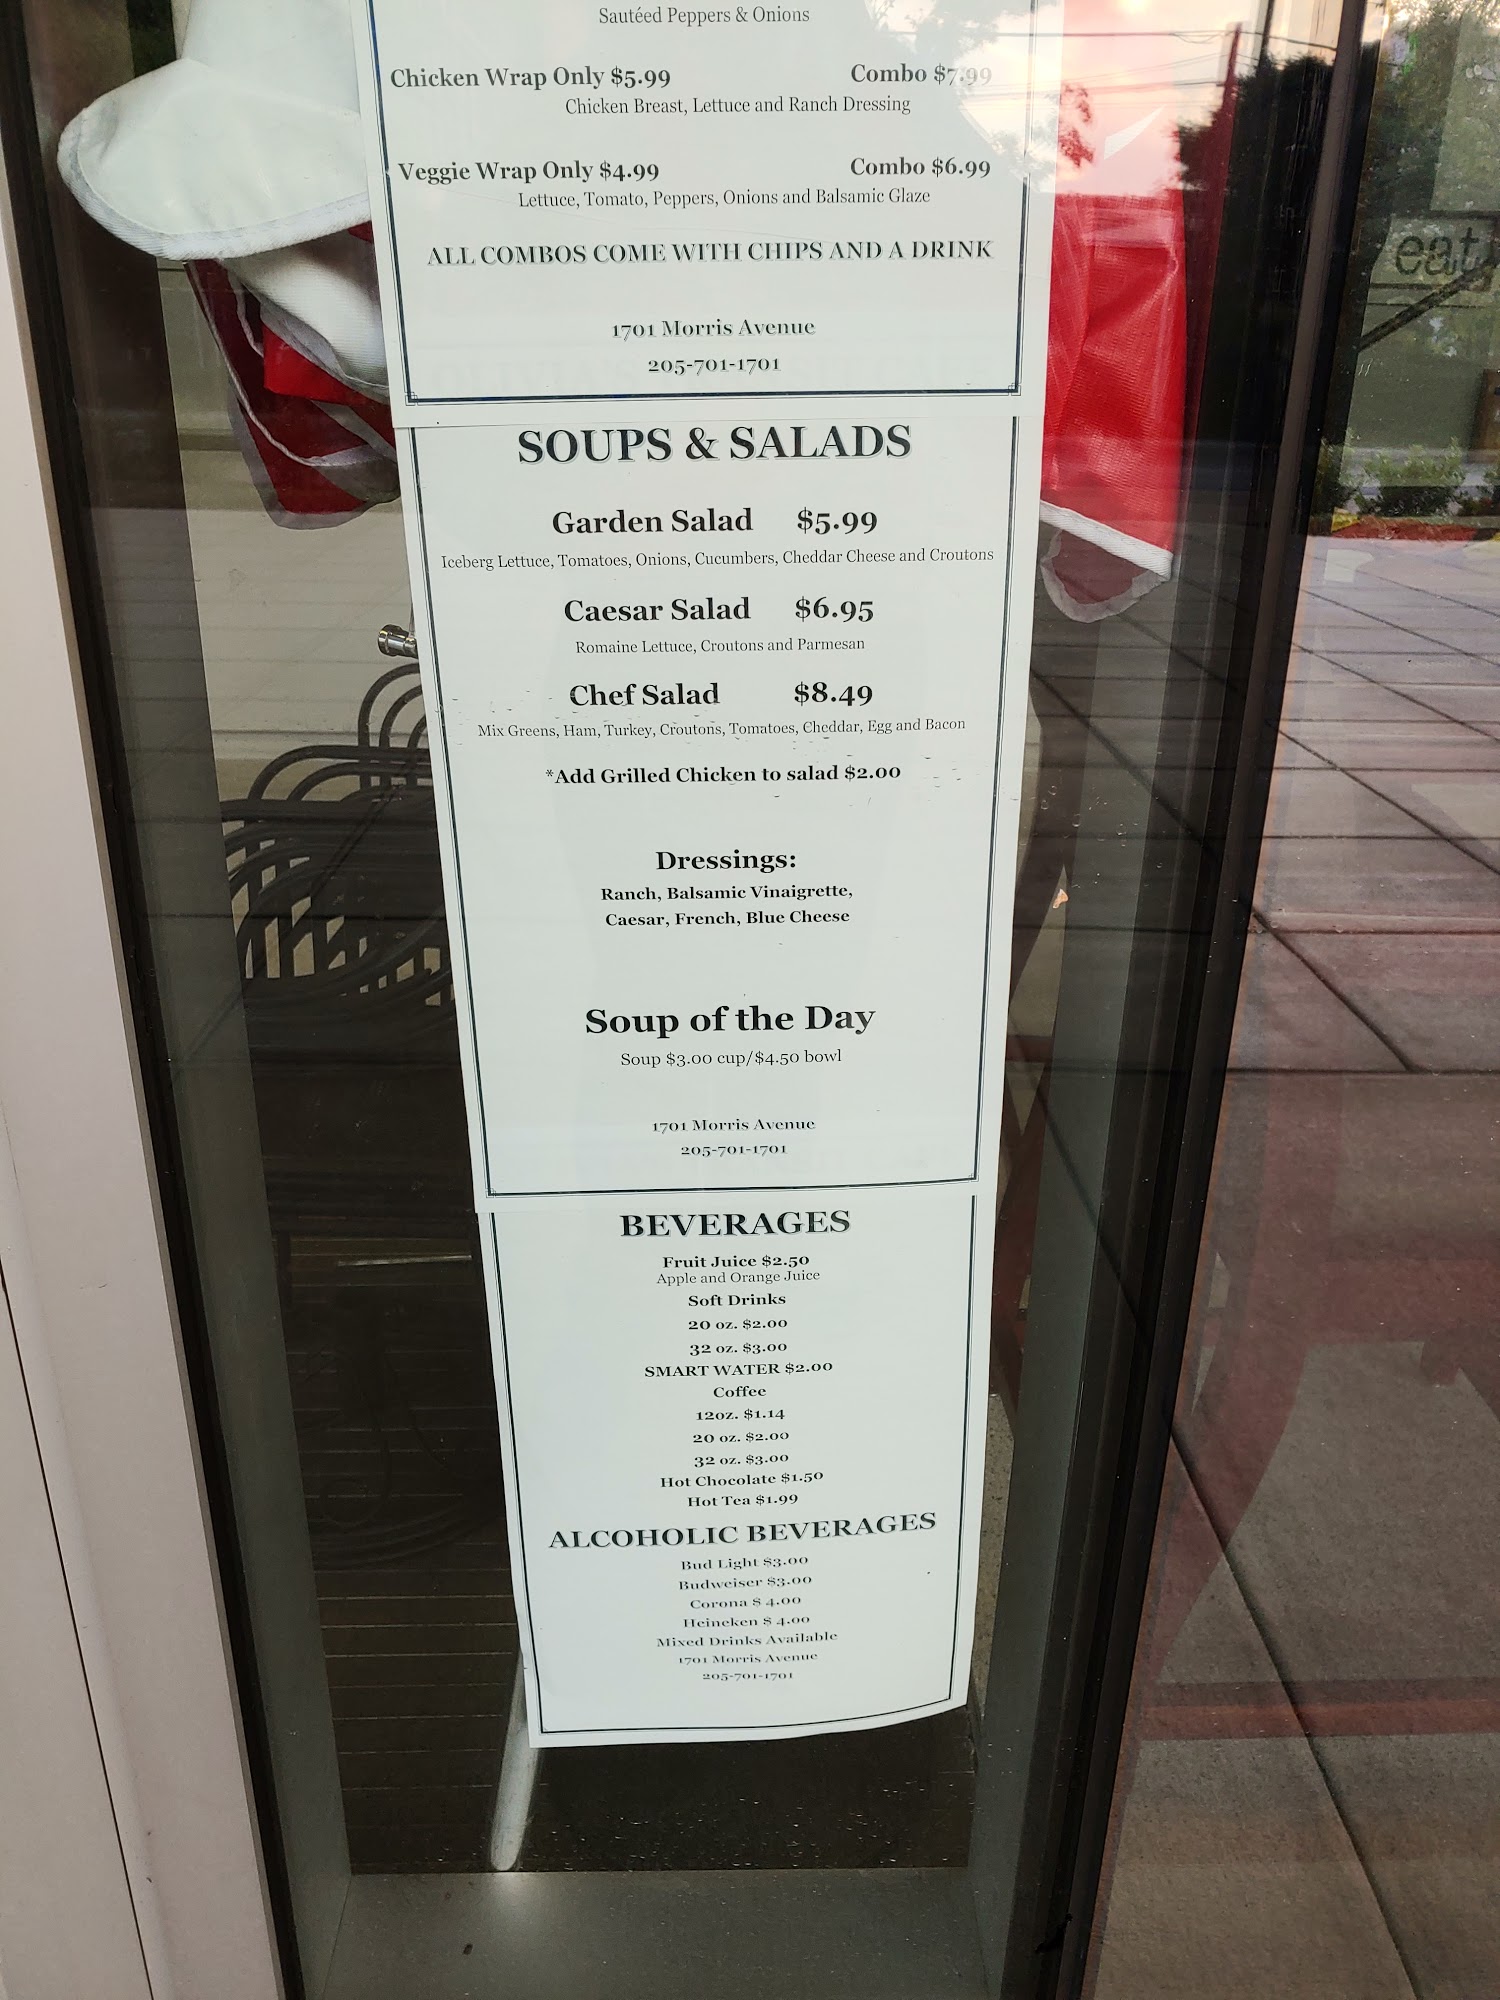 Sautéed Peppers & Onions
Chicken Wrap Only $5.99 Combo $7.99
Chicken Breast, Lettuce and Ranch Dressing
Veggie Wrap Only $4.99 Combo $6.99
Lettuce, Tomato, Peppers, Onions and Balsamic Glaze
ALL COMBOS COME WITH CHIPS AND A DRINK
1701 Morris Avenue
205-701-1701
eat
SOUPS & SALADS
Garden Salad $5.99
Iceberg Lettuce, Tomatoes, Onions, Cucumbers, Cheddar Cheese and Croutons
Caesar Salad $6.95
Romaine Lettuce, Croutons and Parmesan
Chef Salad $8.49
Mix Greens, Ham, Turkey, Croutons, Tomatoes, Cheddar, Egg and Bacon
*Add Grilled Chicken to salad $2.00
Dressings:
Ranch, Balsamic Vinaigrette,
Caesar, French, Blue Cheese
Soup of the Day
Soup $3.00 cup/$4.50 bowl
1701 Morris Avenue
205-701-1701
BEVERAGES
Fruit Juice $2.50
Apple and Orange Juice
Soft Drinks
20 oz. $2.00
32 oz. $3.00
SMART WATER $2.00
Coffee
12oz. $1.14
20 oz. $2.00
32 oz. $3.00
Hot Chocolate $1.50
Hot Tea $1.99
ALCOHOLIC BEVERAGES
Bud Light $3.00
Budweiser $3.00
Corona $ 4.00
Heineken $ 4.00
Mixed Drinks Available
1701 Morris Avenue
205-701-1701